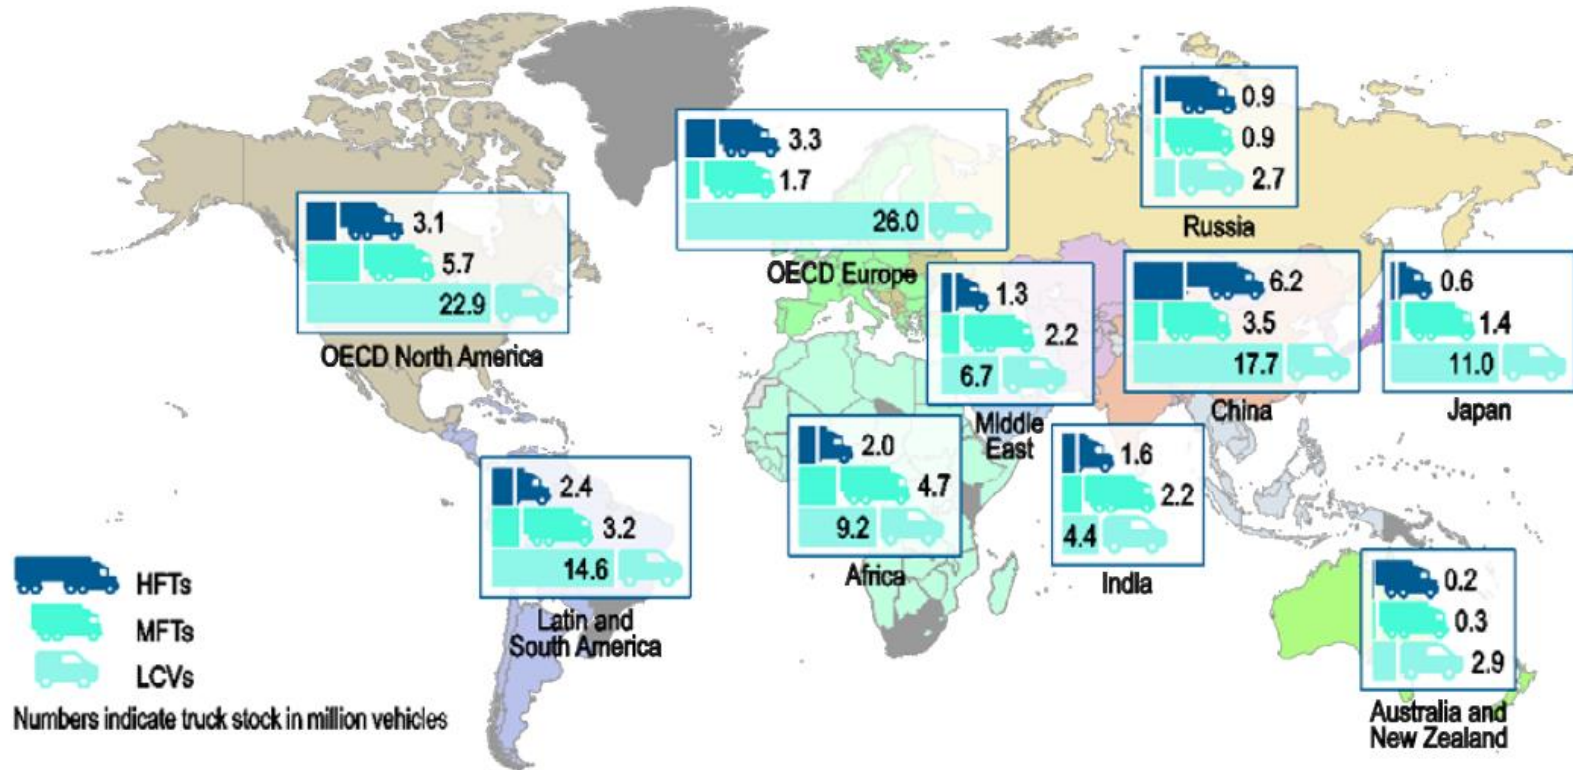 0.9
0.9
2.7
Russia
3.3
1.7
26.0
OECD Europe
3.1
5.7
22.9
OECD North America
1.3
2.2
6.7
Middle
East
6.2
3.5
17.7
China
0.6
1.4
11.0
Japan
2.0
4.7
9.2
Africa
1.6
2.2
4.4
India
2.4
3.2
14.6
Latin and
South America
0.2
0.3
2.9
Australia and
New Zealand
HFTs
MFTs
LCVs
Numbers indicate truck stock in million vehicles